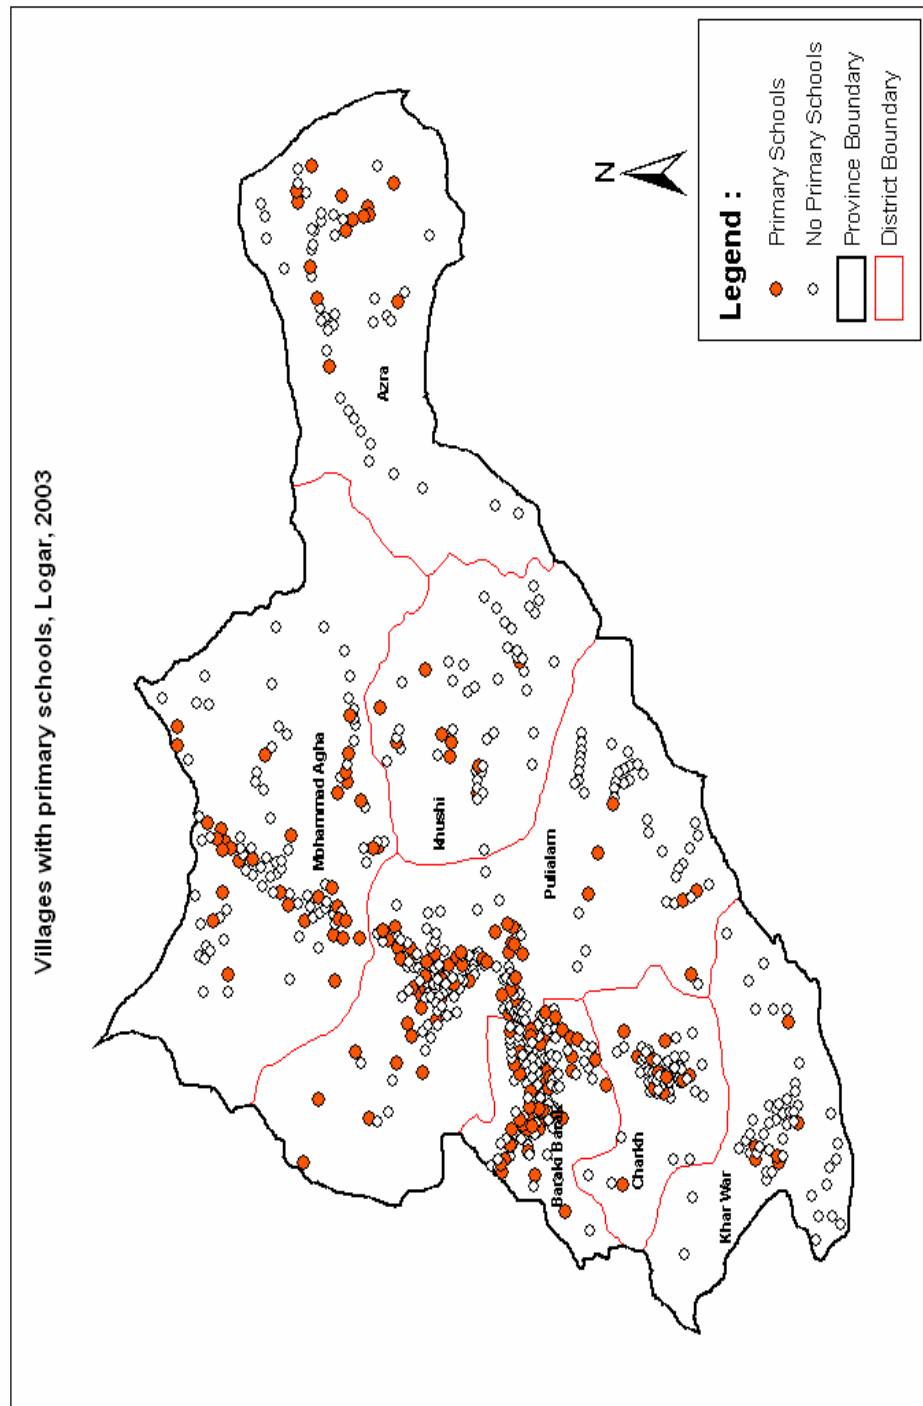 Villages with primary schools, Logar, 2003
Azra
Mohammad Agha
khushi
Pulialam
Baraki Barak
Charkh
Khar War
N
Legend :
Primary Schools
No Primary Schools
Province Boundary
District Boundary